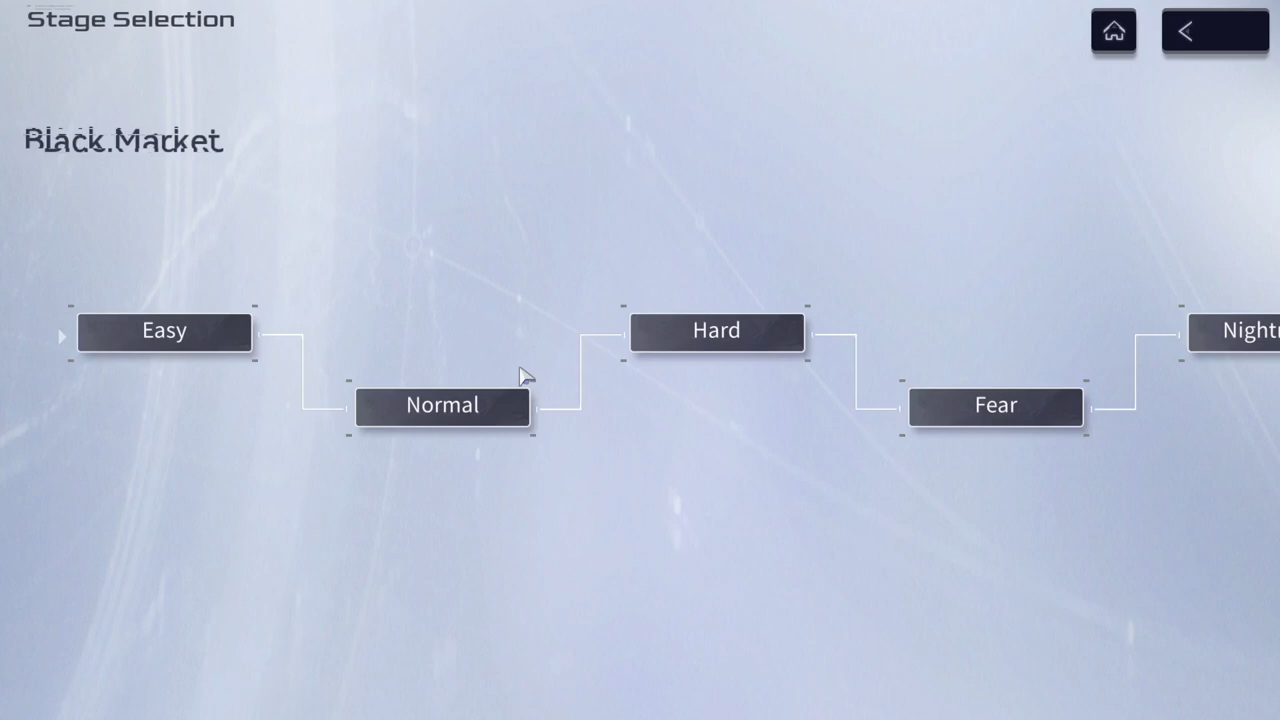 Stage Selection
Black.Market
Easy
Hard
Normal
Fear